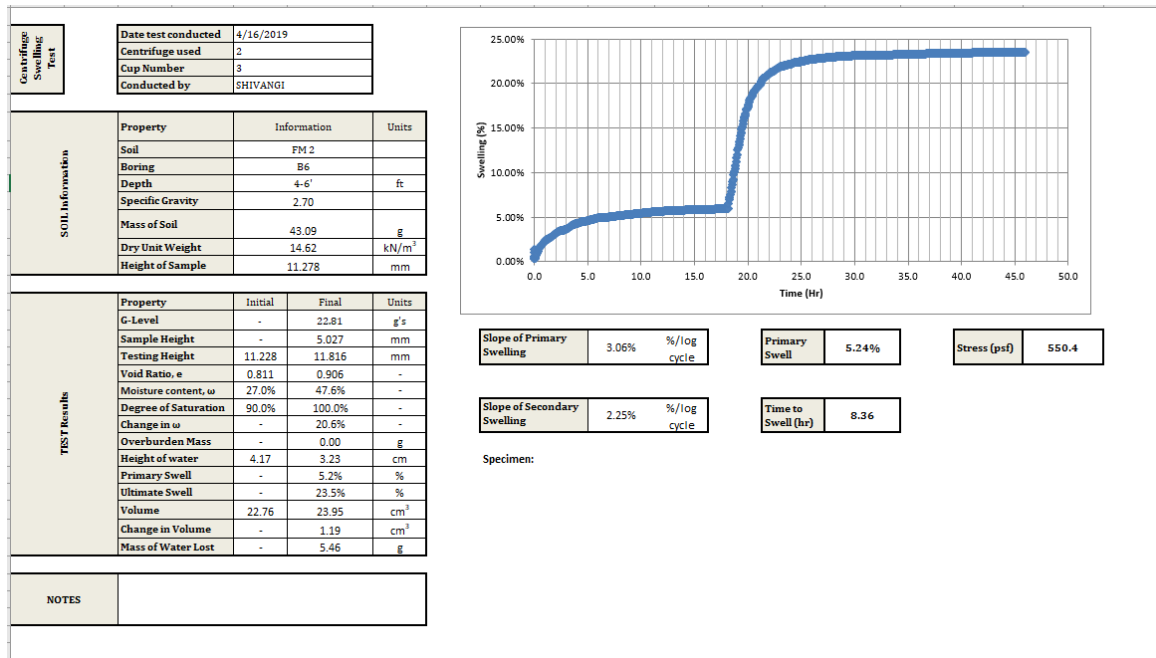 Centrifuge
Swelling
Test
Date test conducted 4/16/2019
Centrifuge used 2
Cup Number 3
Conducted by SHIVANGI
SOIL Information
Property Information Units
Soil FM 2
Boring B6
Depth 4-6' ft
Specific Gravity 2.70
Mass of Soil 43.09 g
Dry Unit Weight 14.62 kN/m³
Height of Sample 11.278 mm
TEST Results
Property Initial Final Units
G-Level - 22.81 g's
Sample Height - 5.027 mm
Testing Height 11.228 11.816 mm
Void Ratio, e 0.811 0.906 -
Moisture content, ω 27.0% 47.6% -
Degree of Saturation 90.0% 100.0% -
Change in ω - 20.6% -
Overburden Mass - 0.00 g
Height of water 4.17 3.23 cm
Primary Swell - 5.2% %
Ultimate Swell - 23.5% %
Volume 22.76 23.95 cm³
Change in Volume - 1.19 cm³
Mass of Water Lost - 5.46 g
NOTES
25.00%
20.00%
15.00%
10.00%
5.00%
0.00%
Swelling (%)
0.0 5.0 10.0 15.0 20.0 25.0 30.0 35.0 40.0 45.0 50.0
Time (Hr)
Slope of Primary
Swelling
3.06%
%/log
cycle
Primary
Swell
5.24%
Stress (psf)
550.4
Slope of Secondary
Swelling
2.25%
%/log
cycle
Time to
Swell (hr)
8.36
Specimen: